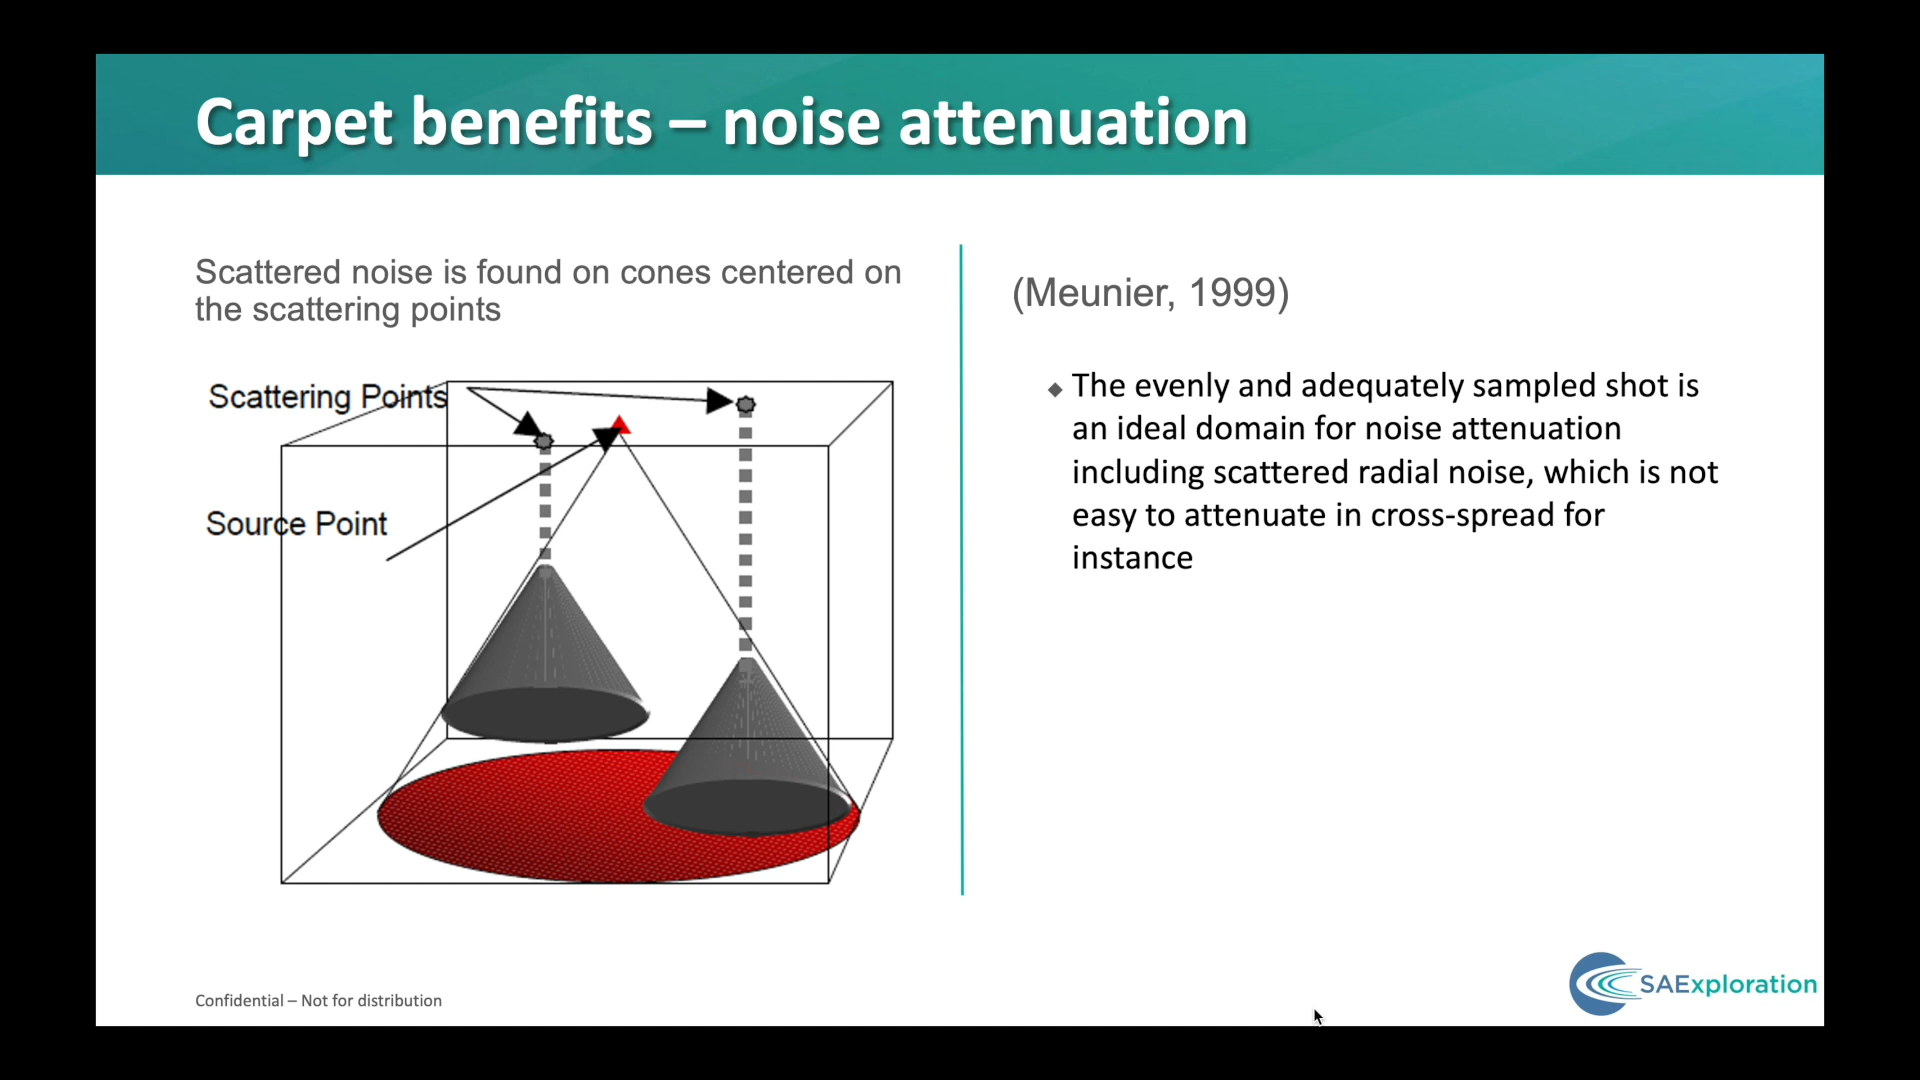 Carpet benefits – noise attenuation
Scattered noise is found on cones centered on
the scattering points
Scattering Points
Source Point
(Meunier, 1999)
The evenly and adequately sampled shot is
an ideal domain for noise attenuation
including scattered radial noise, which is not
easy to attenuate in cross-spread for
instance
Confidential – Not for distribution
SAExploration